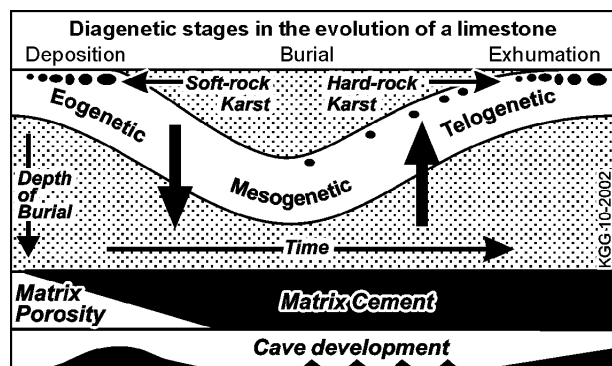 Diagenetic stages in the evolution of a limestone
Deposition Burial Exhumation
Soft-rock Karst
Hard-rock Karst
Eogenetic
Mesogenetic
Telogenetic
Depth of Burial
Time
KGG-10-2002
Matrix Porosity
Matrix Cement
Cave development